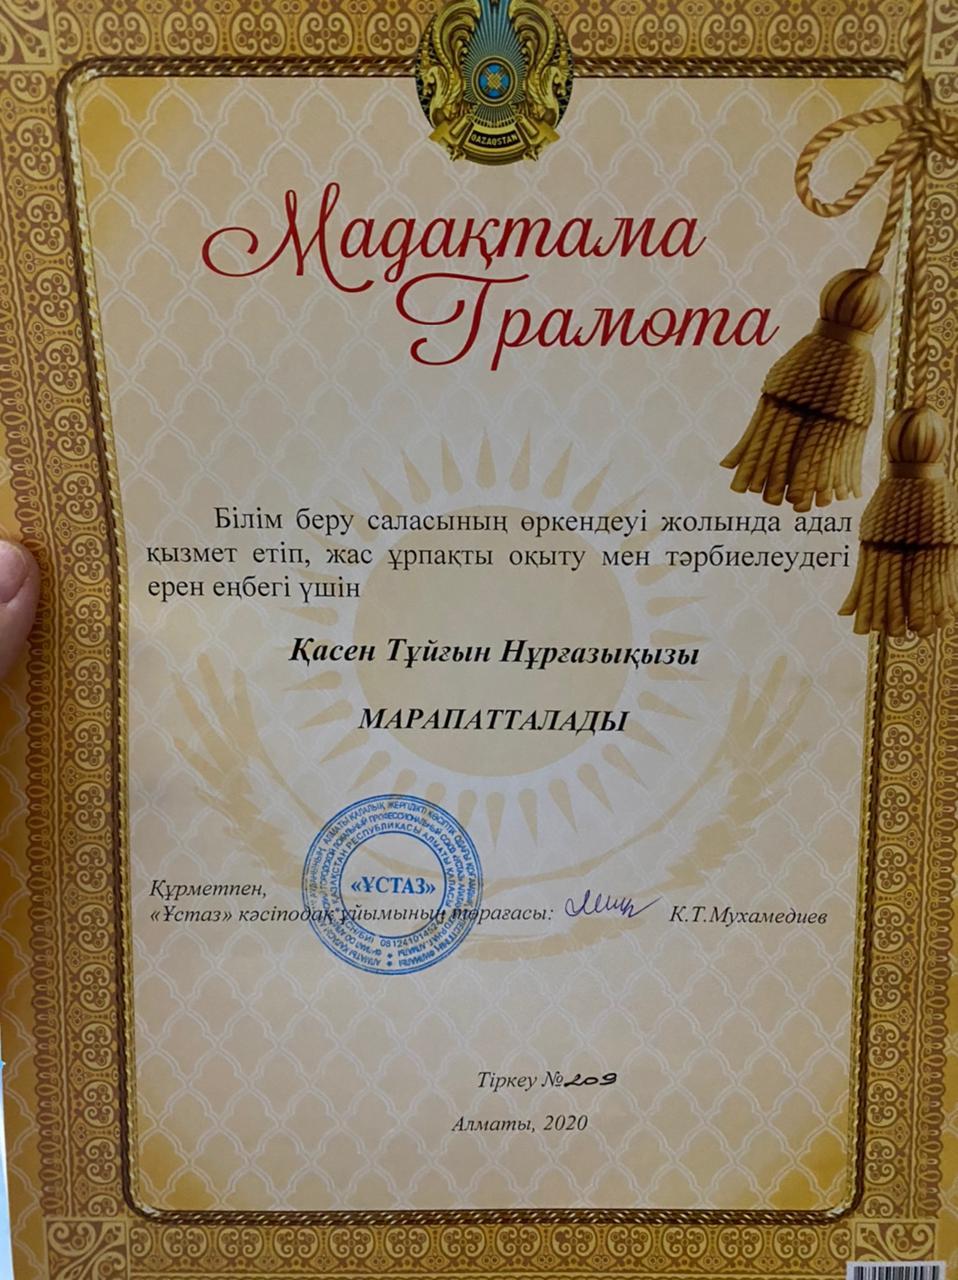 QAZAQSTAN
Мадақтама
Грамота
Білім беру саласының өркендеуі жолында адал
қызмет етіп, жас ұрпақты оқыту мен тәрбиелеудегі
ерен еңбегі үшін
Қасен Тұйғын Нұрғазықызы
МАРАПАТТАЛАДЫ
«ҰСТАЗ»
Құрметпен,
«Ұстаз» кәсіподақ ұйымының төрағасы: К.Т.Мухамедиев
Тіркеу №209
Алматы, 2020